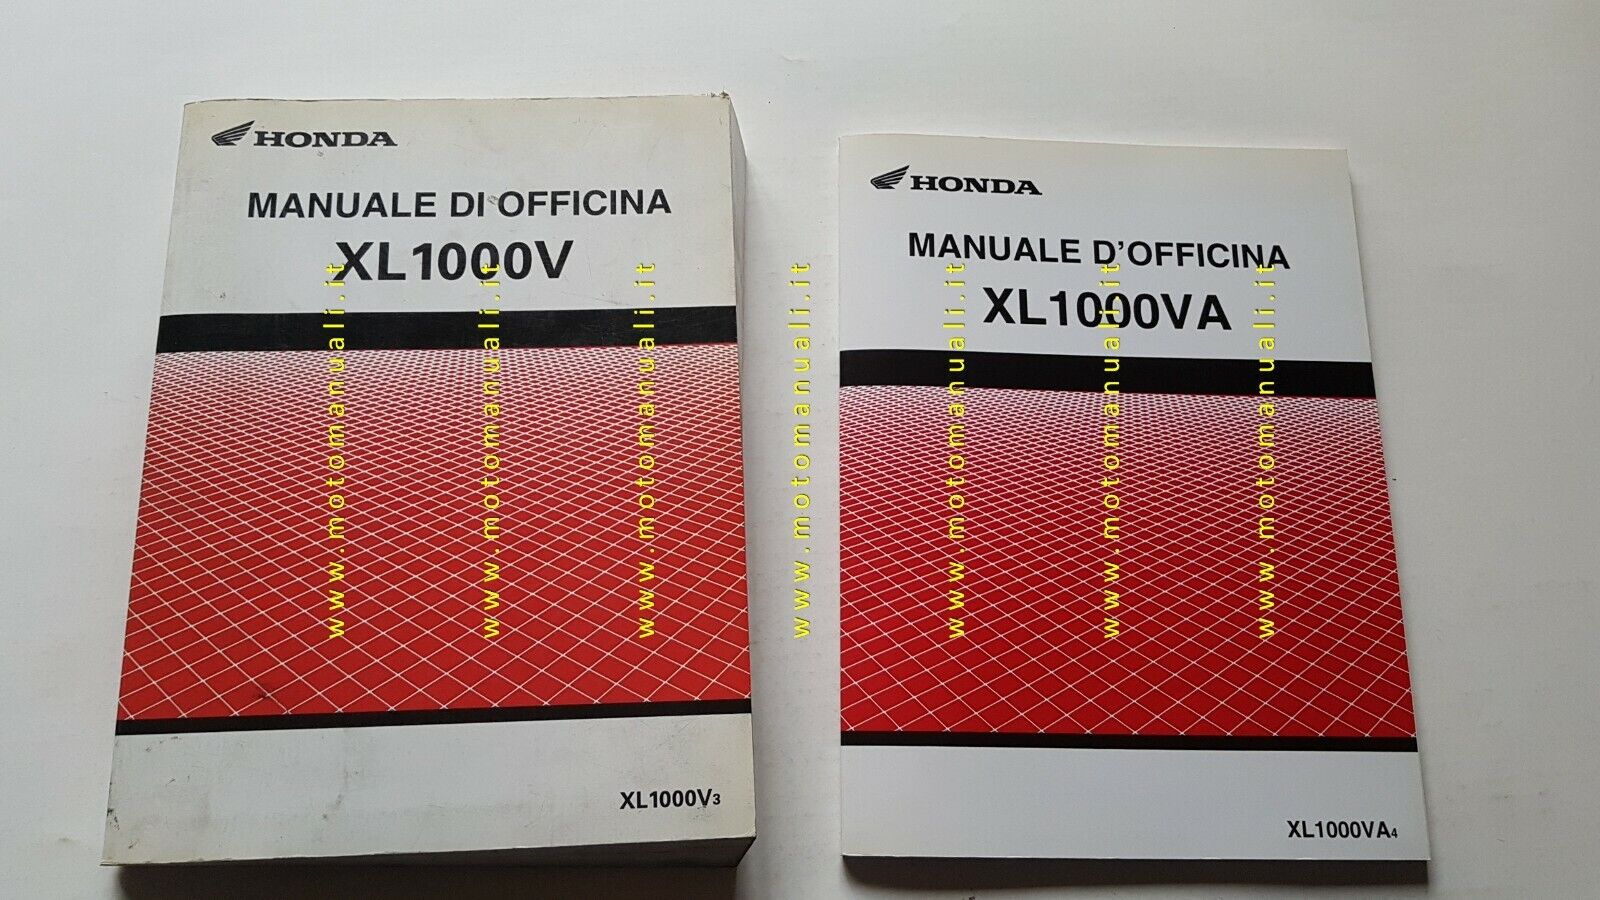 HONDA
MANUALE DI OFFICINA
XL1000V
XL1000V3
HONDA
MANUALE D'OFFICINA
XL1000VA
XL1000VA4
www.motomanuali.it
www.motomanuali.it
www.motomanuali.it
www.motomanuali.it
www.motomanuali.it
www.motomanuali.it
www.motomanuali.it